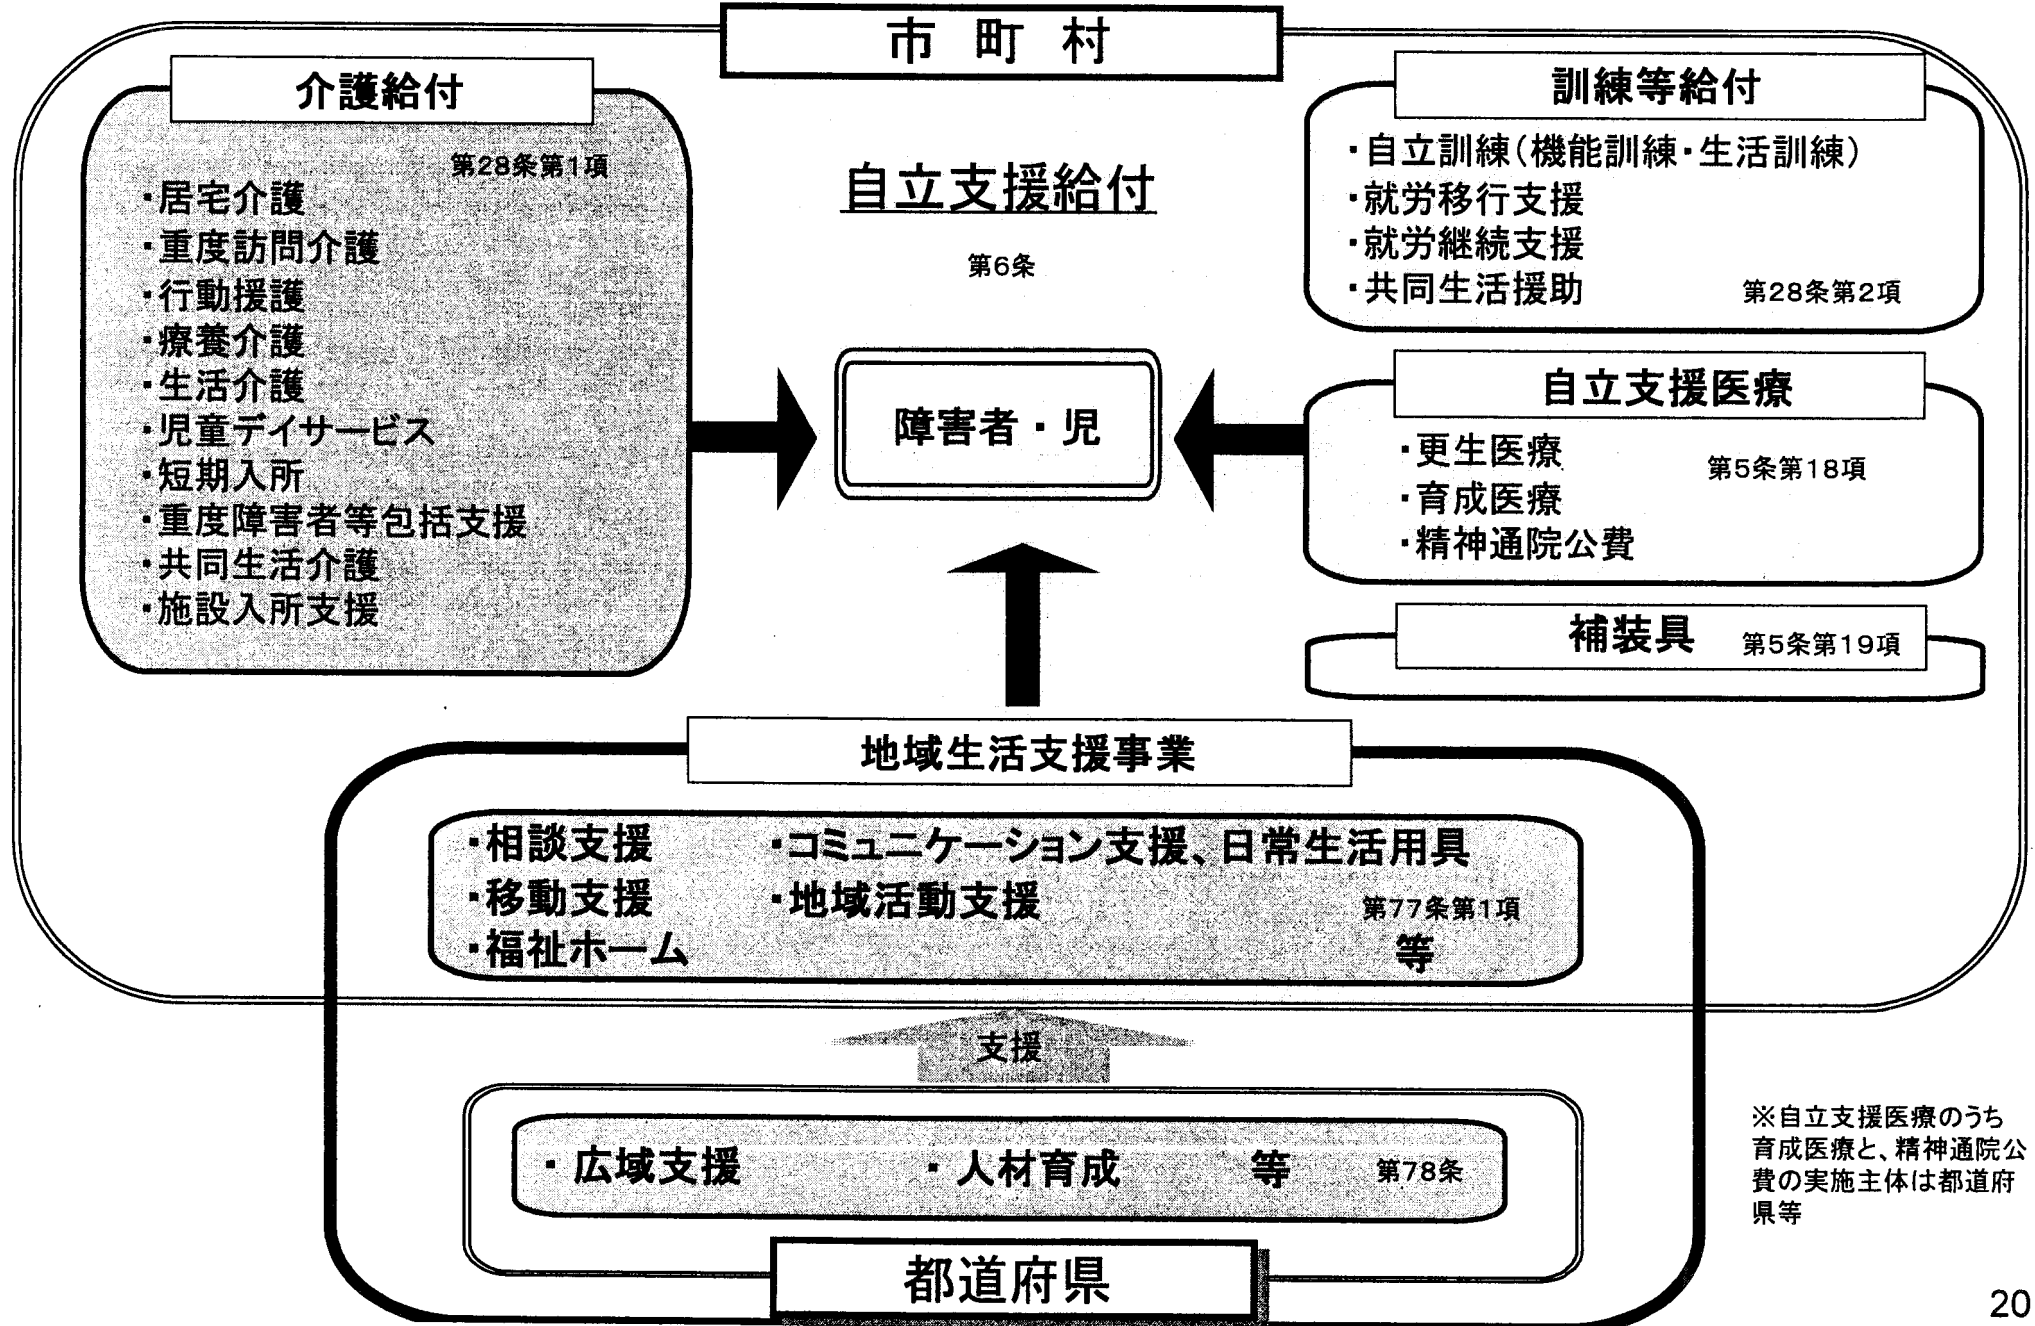 市 町 村
介護給付
第28条第1項
・居宅介護
・重度訪問介護
・行動援護
・療養介護
・生活介護
・児童デイサービス
・短期入所
・重度障害者等包括支援
・共同生活介護
・施設入所支援
自立支援給付
第6条
障害者・児
訓練等給付
・自立訓練(機能訓練・生活訓練)
・就労移行支援
・就労継続支援
・共同生活援助 第28条第2項
自立支援医療
・更生医療 第5条第18項
・育成医療
・精神通院公費
補装具 第5条第19項
地域生活支援事業
・相談支援 ・コミュニケーション支援、日常生活用具
・移動支援 ・地域活動支援 第77条第1項
・福祉ホーム 等
支援
・広域支援 ・人材育成 等 第78条
都道府県
※自立支援医療のうち
育成医療と、精神通院公
費の実施主体は都道府
県等
20